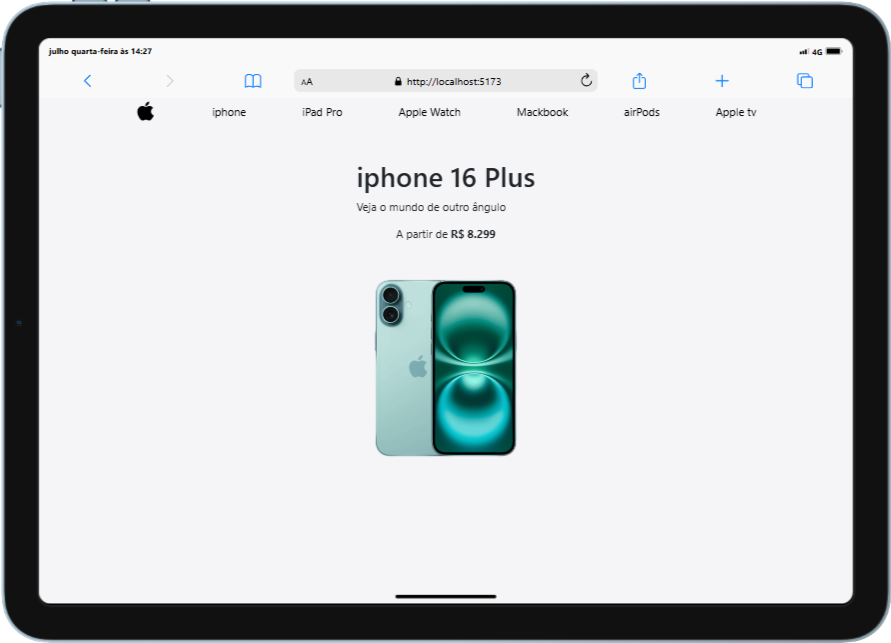 julho quarta-feira às 14:27
4G
AA
http://localhost:5173
iphone
iPad Pro
Apple Watch
Mackbook
airPods
Apple tv
iphone 16 Plus
Veja o mundo de outro ângulo
A partir de R$ 8.299